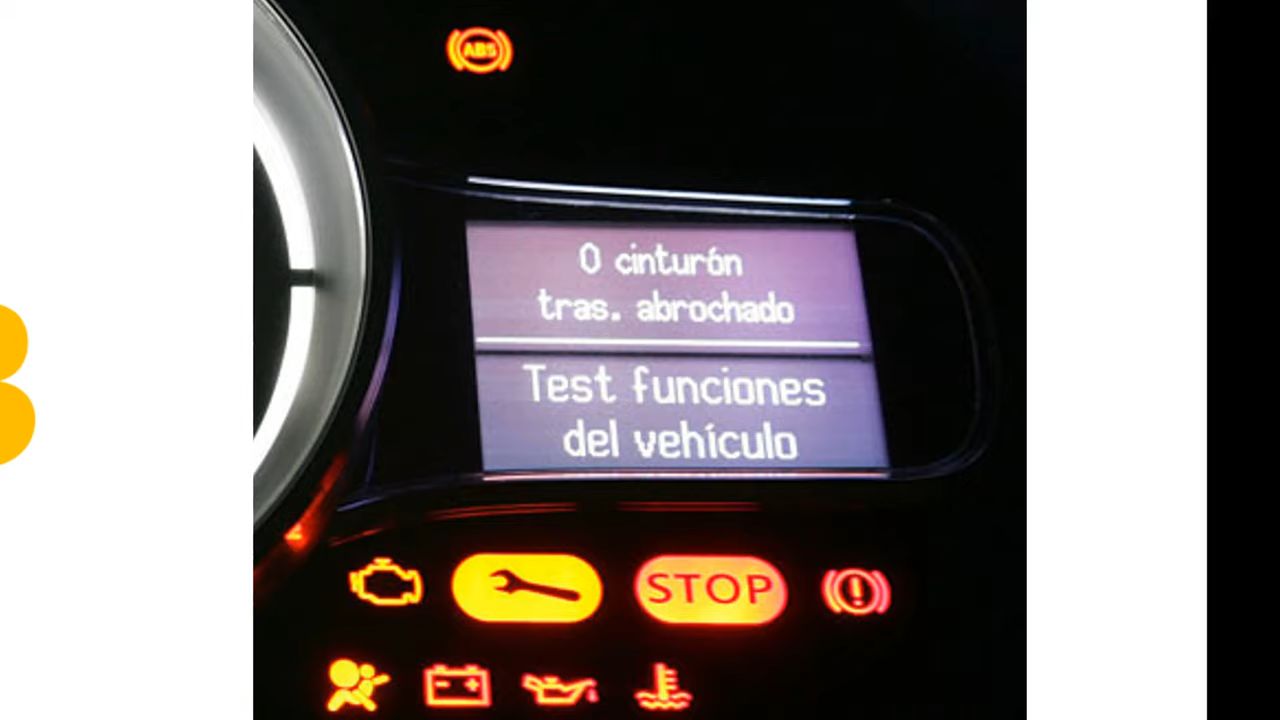 ABS
0 cinturón
tras. abrochado
Test funciones
del vehículo
STOP